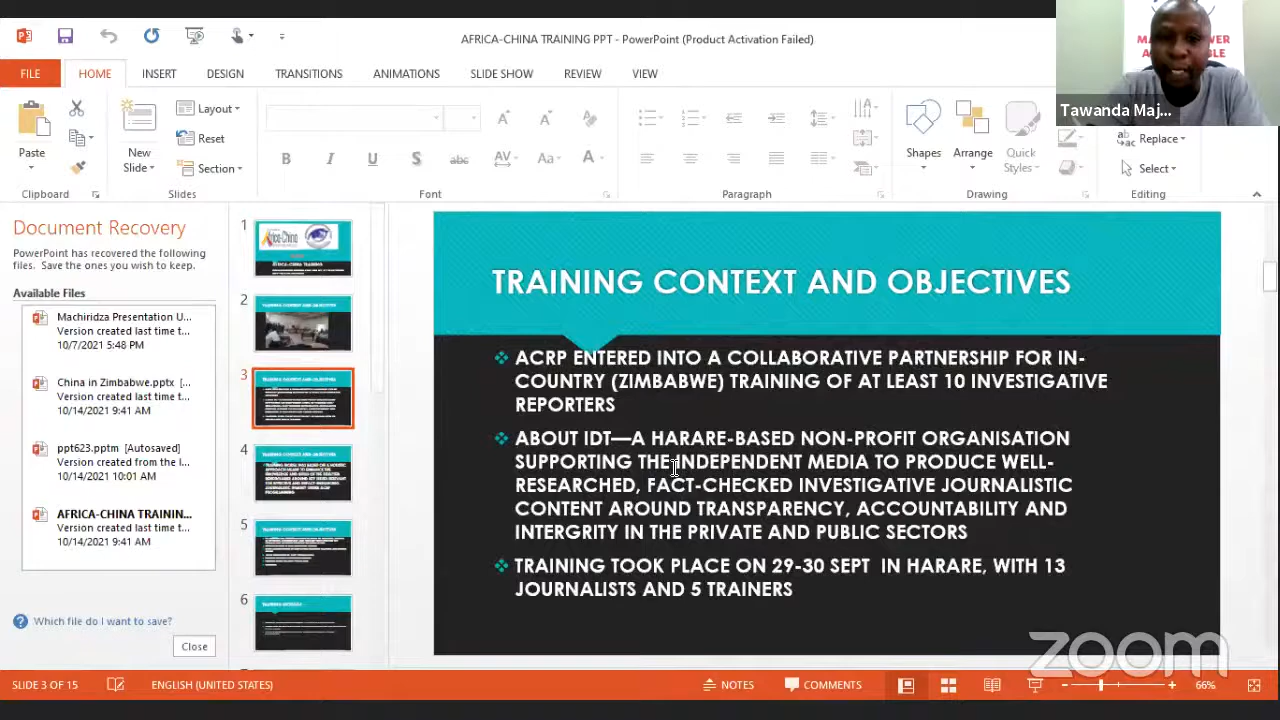 AFRICA-CHINA TRAINING PPT - PowerPoint (Product Activation Failed)
FILE
HOME
INSERT
DESIGN
TRANSITIONS
ANIMATIONS
SLIDE SHOW
REVIEW
VIEW
Tawanda Maj...
Paste
New
Slide
Layout
Reset
Section
Shapes
Arrange
Quick
Styles
Replace
Select
Clipboard
Slides
Font
Paragraph
Drawing
Editing
Document Recovery
PowerPoint has recovered the following
files. Save the ones you wish to keep.
Available Files
Machiridza Presentation U...
Version created last time t...
10/7/2021 5:48 PM
China in Zimbabwe.pptx [...
Version created last time t...
10/14/2021 9:41 AM
ppt623.pptm [Autosaved]
Version created from the i...
10/14/2021 10:01 AM
AFRICA-CHINA TRAININ...
Version created last time t...
10/14/2021 9:41 AM
Which file do I want to save?
Close
1
2
3
4
5
6
TRAINING CONTEXT AND OBJECTIVES
ACRP ENTERED INTO A COLLABORATIVE PARTNERSHIP FOR IN-
COUNTRY (ZIMBABWE) TRAINING OF AT LEAST 10 INVESTIGATIVE
REPORTERS
ABOUT IDT—A HARARE-BASED NON-PROFIT ORGANISATION
SUPPORTING THE INDEPENDENT MEDIA TO PRODUCE WELL-
RESEARCHED, FACT-CHECKED INVESTIGATIVE JOURNALISTIC
CONTENT AROUND TRANSPARENCY, ACCOUNTABILITY AND
INTERGRITY IN THE PRIVATE AND PUBLIC SECTORS
TRAINING TOOK PLACE ON 29-30 SEPT IN HARARE, WITH 13
JOURNALISTS AND 5 TRAINERS
zoom
SLIDE 3 OF 15
ENGLISH (UNITED STATES)
NOTES
COMMENTS
66%